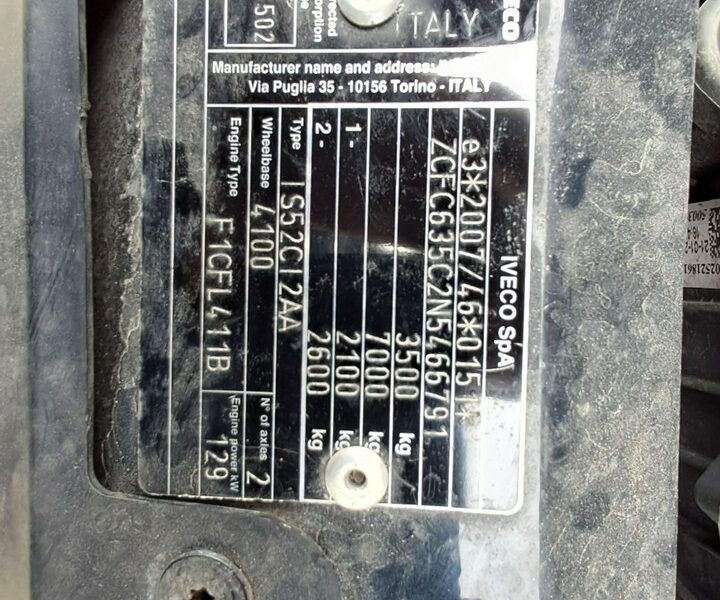 IVECO SpA
e3*2007/46*0151*
ZCFC635C2N5466791
3500 kg
7000 kg
1- 2100 kg
2- 2600 kg
Type IS52CI2AA
Wheelbase 4100 N° of axles 2
Engine Type F1CFL411B Engine power kW 129
ECO
ITALY
502
Manufacturer name and address:
Via Puglia 35 - 10156 Torino - ITALY